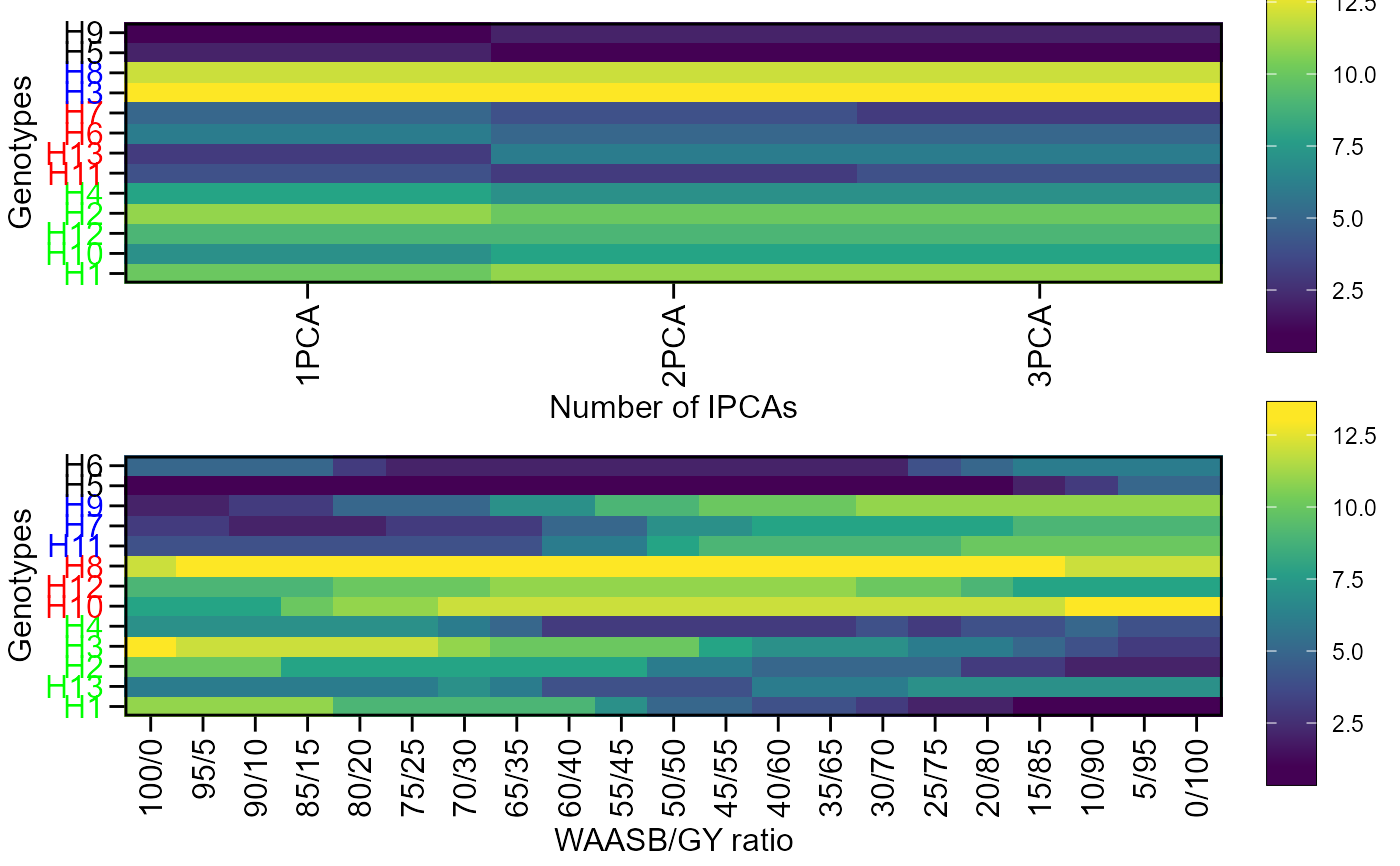 12.5
10.0
7.5
5.0
2.5
Genotypes
H9
H5
H8
H3
H7
H6
H13
H11
H4
H2
H12
H10
H1
1PCA
2PCA
3PCA
Number of IPCAs
12.5
10.0
7.5
5.0
2.5
Genotypes
H6
H5
H9
H7
H11
H8
H12
H10
H4
H3
H2
H13
H1
100/0
95/5
90/10
85/15
80/20
75/25
70/30
65/35
60/40
55/45
50/50
45/55
40/60
35/65
30/70
25/75
20/80
15/85
10/90
5/95
0/100
WAASB/GY ratio